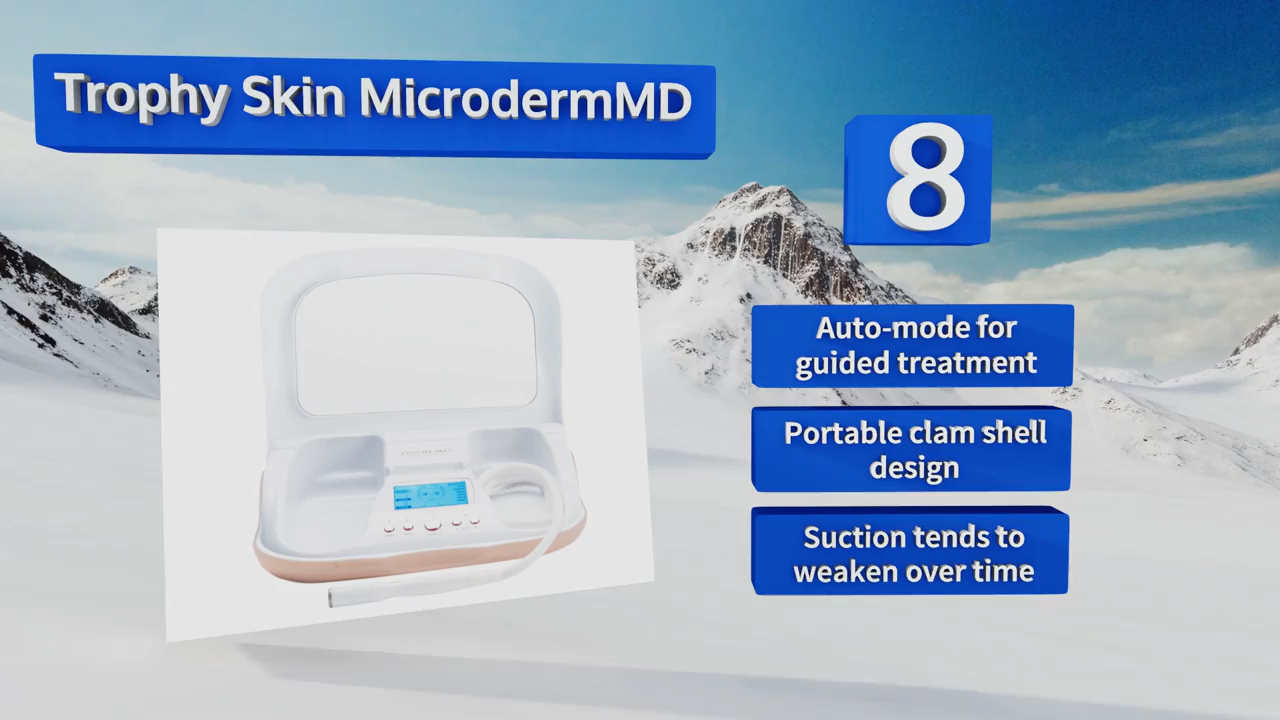 Trophy Skin MicrodermMD
8
Auto-mode for
guided treatment
Portable clam shell
design
Suction tends to
weaken over time